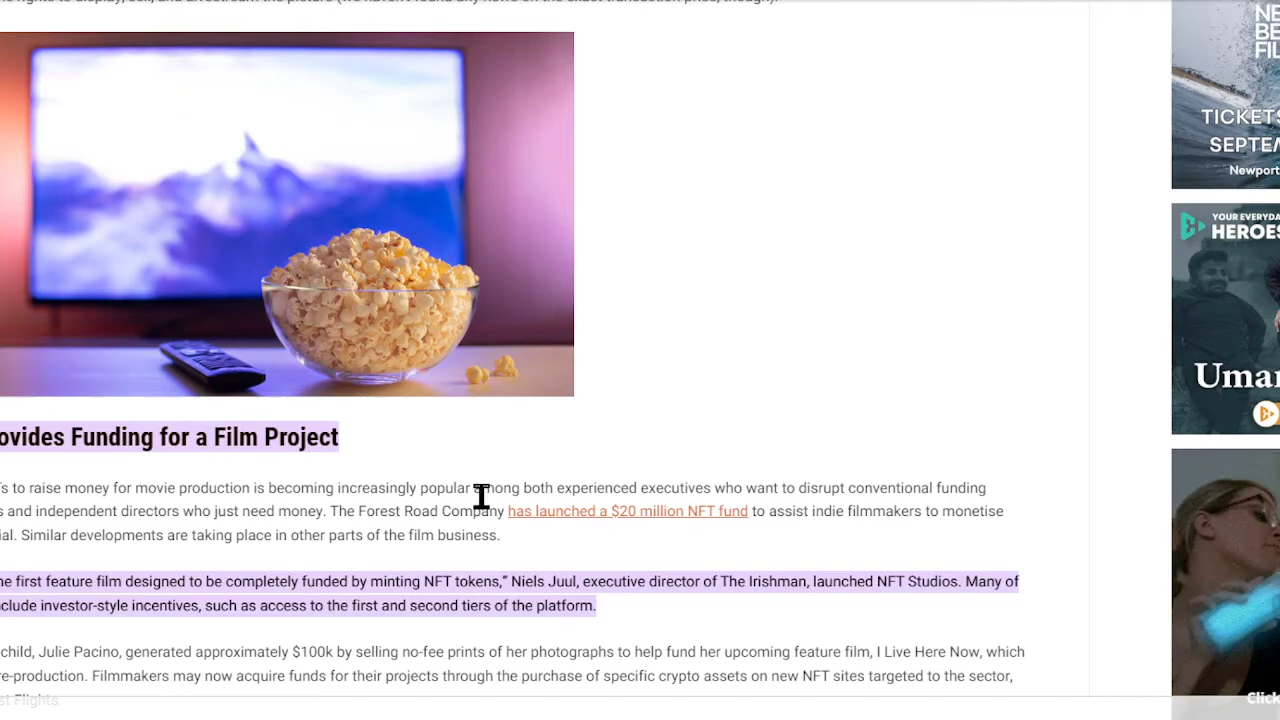 NE
BE
FIL
TICKETS
Newport
YOUR EVERYDA
HEROES
ovides Funding for a Film Project
s to raise money for movie production is becoming increasingly popular among both experienced executives who want to disrupt conventional funding
s and independent directors who just need money. The Forest Road Company has launched a $20 million NFT fund to assist indie filmmakers to monetise
ial. Similar developments are taking place in other parts of the film business.
he first feature film designed to be completely funded by minting NFT tokens,” Niels Juul, executive director of The Irishman, launched NFT Studios. Many of
clude investor-style incentives, such as access to the first and second tiers of the platform.
child, Julie Pacino, generated approximately $100k by selling no-fee prints of her photographs to help fund her upcoming feature film, I Live Here Now, which
re-production. Filmmakers may now acquire funds for their projects through the purchase of specific crypto assets on new NFT sites targeted to the sector,
st Flights.
Click